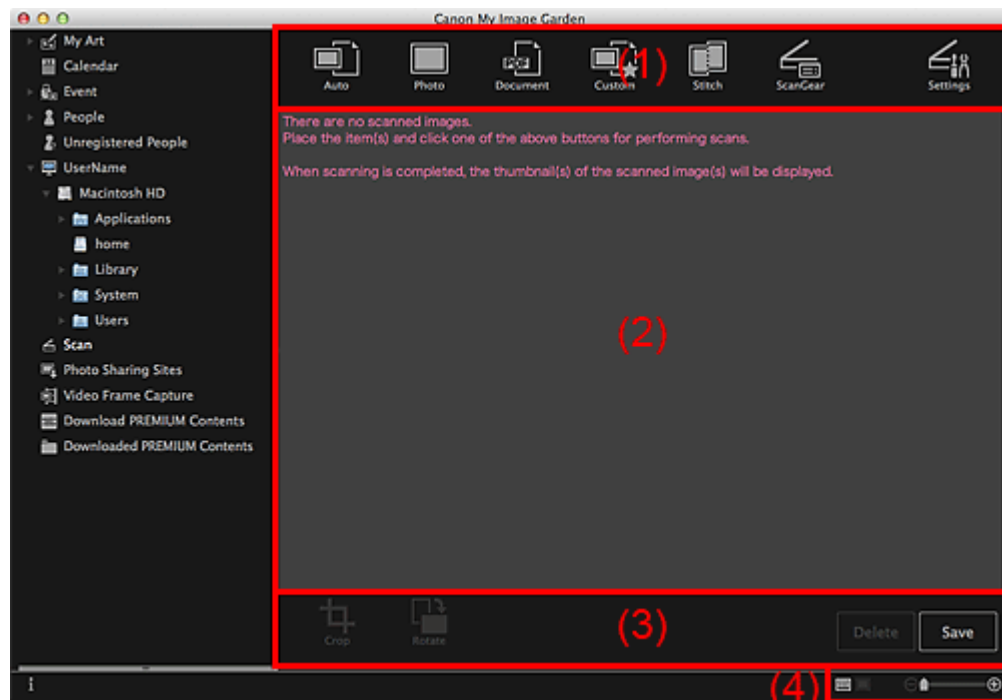 Canon My Image Garden
My Art
Calendar
Event
People
Unregistered People
UserName
Macintosh HD
Applications
home
Library
System
Users
Scan
Photo Sharing Sites
Video Frame Capture
Download PREMIUM Contents
Downloaded PREMIUM Contents
(1)
PDF
Auto Photo Document Custom Stitch ScanGear Settings
There are no scanned images.
Place the item(s) and click one of the above buttons for performing scans.
When scanning is completed, the thumbnail(s) of the scanned image(s) will be displayed.
(2)
(3)
Crop Rotate
Delete Save
(4)